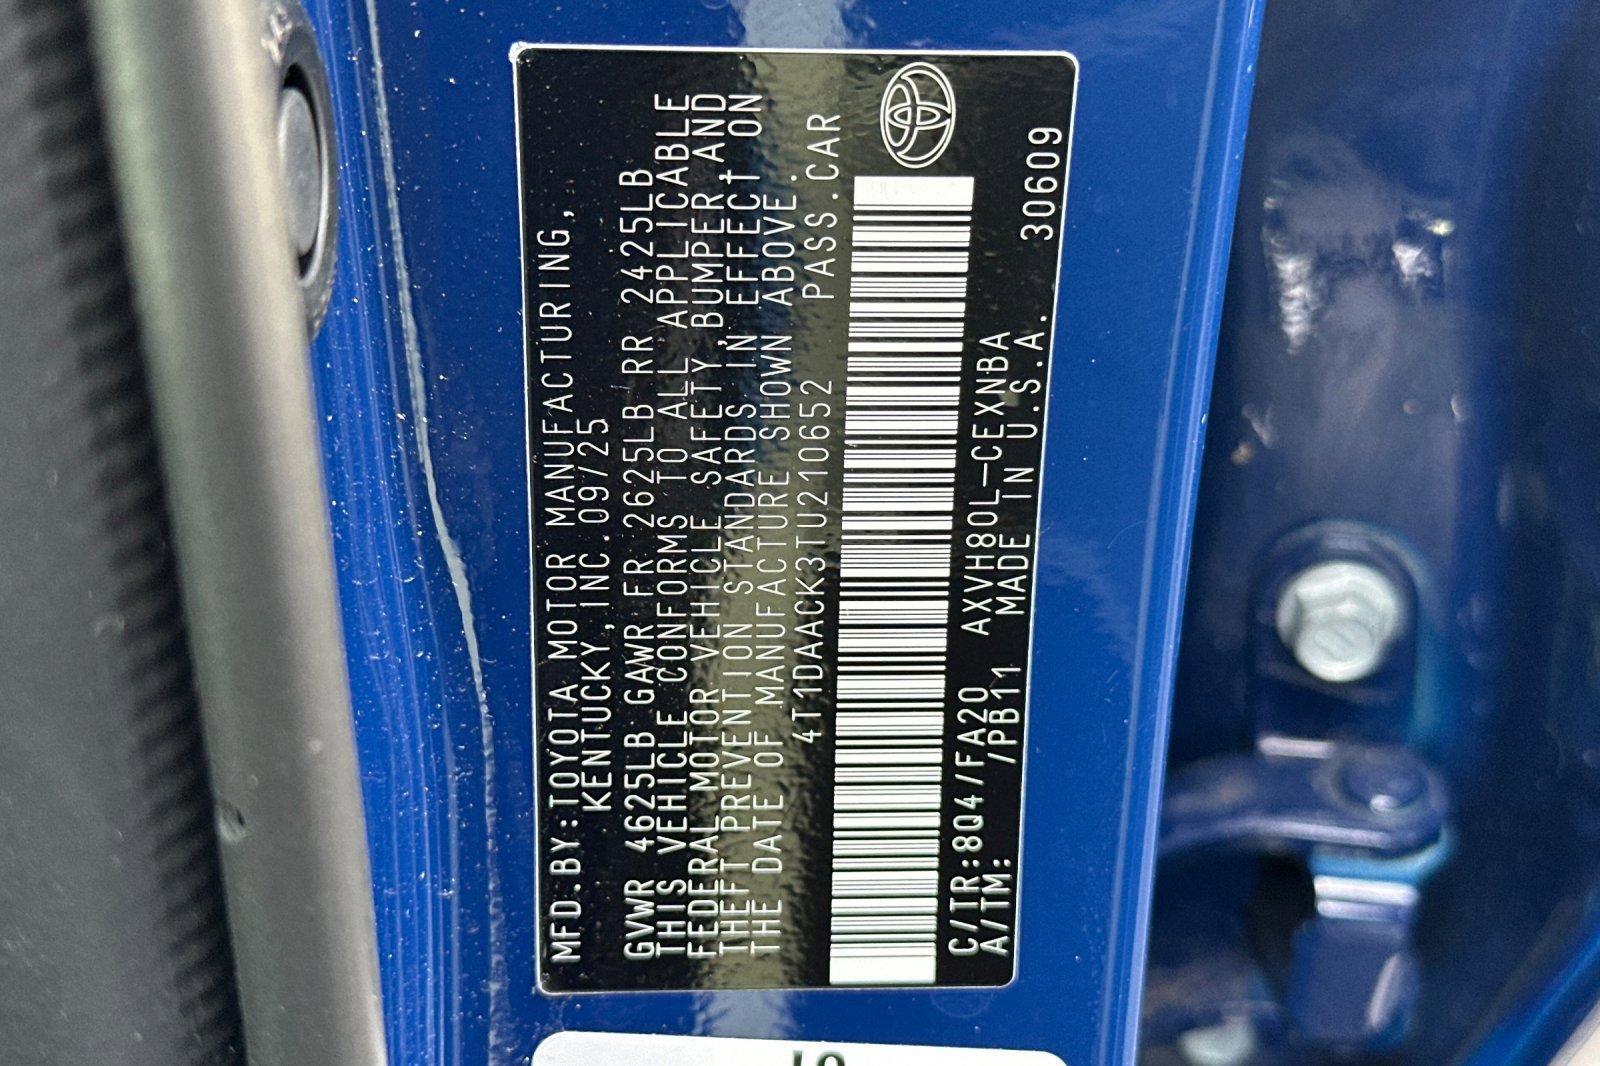 MFD.BY:TOYOTA MOTOR MANUFACTURING,
KENTUCKY,INC.09/25
GVWR 4625LB GAWR FR 2625LB RR 2425LB
THIS VEHICLE CONFORMS TO ALL APPLICABLE
FEDERAL MOTOR VEHICLE SAFETY, BUMPER, AND
THEFT PREVENTION STANDARDS IN EFFECT ON
THE DATE OF MANUFACTURE SHOWN ABOVE.
4T1DAACK3TU210652 PASS.CAR
C/TR:8Q4/FA20 AXVH80L-CEXNBA
A/TM: /PB11 MADE IN U.S.A.
30609